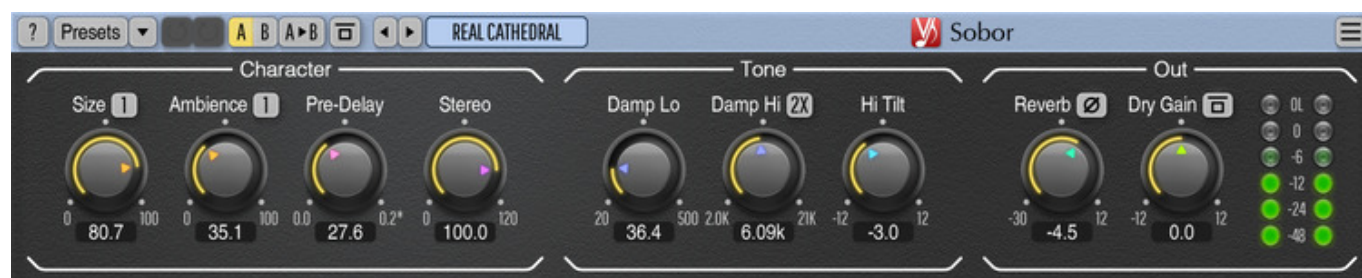 ? Presets A B A▸B REAL CATHEDRAL Sobor
Character Tone Out
Size 1 Ambience 1 Pre-Delay Stereo Damp Lo Damp Hi 2X Hi Tilt Reverb Ø Dry Gain 0L
0
-6
-12
-24
-48
0 100 0 100 0.0 0.2* 0 120 20 500 2.0K 21K -12 12 -30 12 -12 12
80.7 35.1 27.6 100.0 36.4 6.09k -3.0 -4.5 0.0